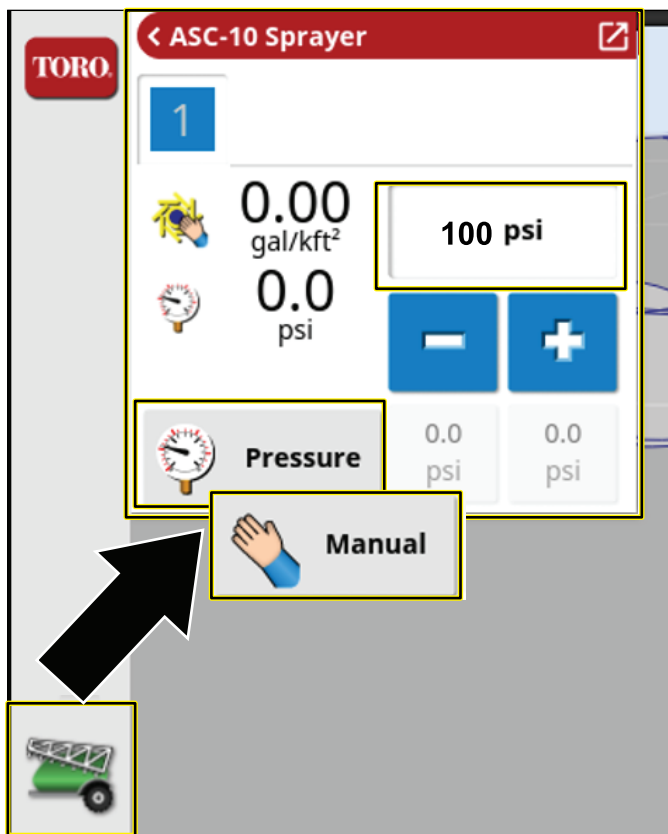 TORO.
< ASC-10 Sprayer
1
0.00
gal/kft²
100 psi
0.0
psi
Pressure
0.0
psi
0.0
psi
Manual